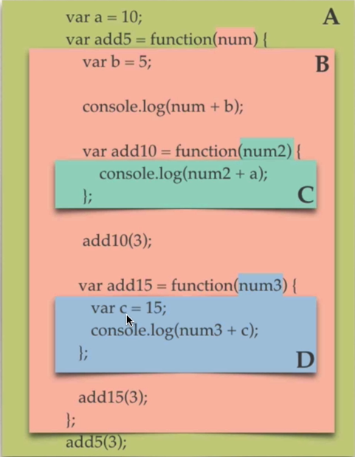 var a = 10; A
var add5 = function(num) {
var b = 5; B
console.log(num + b);
var add10 = function(num2) {
console.log(num2 + a);
}; C
add10(3);
var add15 = function(num3) {
var c = 15;
console.log(num3 + c);
}; D
add15(3);
};
add5(3);